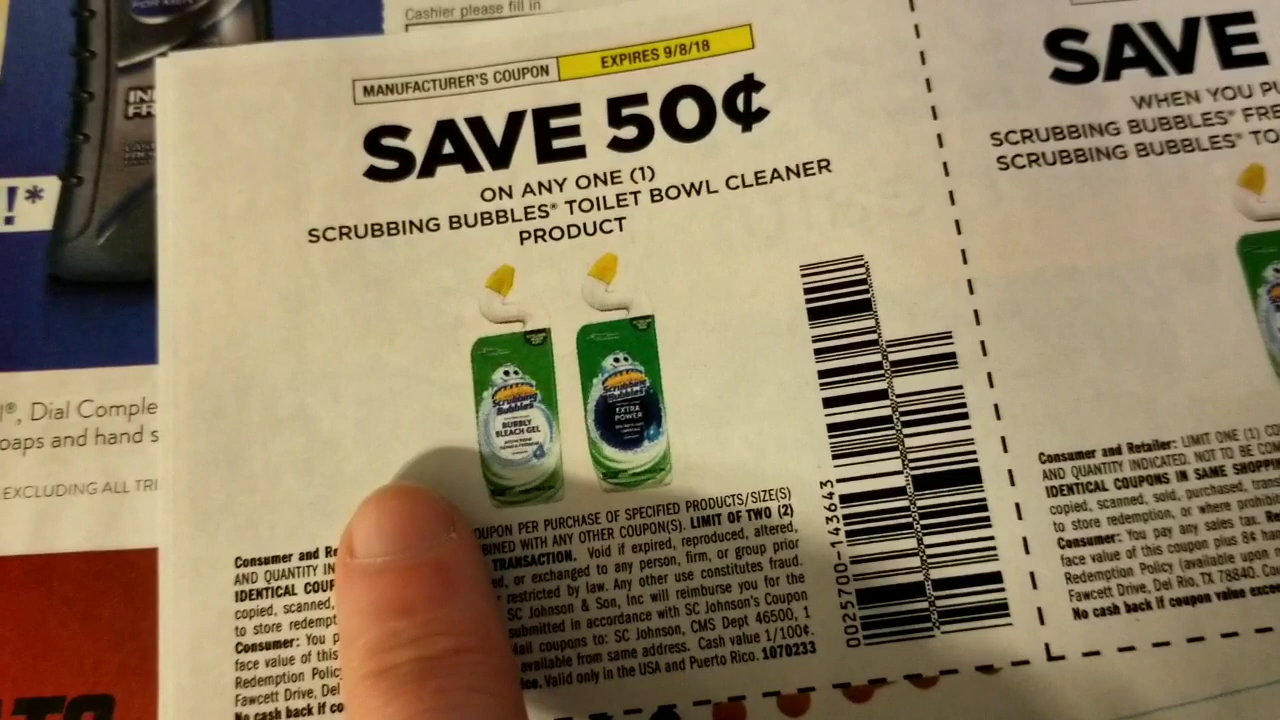 Cashier please fill in
FOR MEN
MANUFACTURER'S COUPON EXPIRES 9/8/18
SAVE 50¢
ON ANY ONE (1)
SCRUBBING BUBBLES® TOILET BOWL CLEANER
PRODUCT
Scrubbing
Bubbles
BUBBLY
BLEACH GEL
Scrubbing
Bubbles
EXTRA
POWER
Consumer and Re
AND QUANTITY IN
IDENTICAL COUP
copied, scanned,
to store redempt
Consumer: You p
face value of this
Redemption Polic
Fawcett Drive, Del
No cash back if co
OUPON PER PURCHASE OF SPECIFIED PRODUCTS/SIZE(S)
BINED WITH ANY OTHER COUPON(S). LIMIT OF TWO (2)
TRANSACTION. Void if expired, reproduced, altered,
ed, or exchanged to any person, firm, or group prior
restricted by law. Any other use constitutes fraud.
SC Johnson & Son, Inc will reimburse you for the
submitted in accordance with SC Johnson's Coupon
Mail coupons to: SC Johnson, CMS Dept 46500, 1
available from same address. Cash value 1/100¢.
ice. Valid only in the USA and Puerto Rico. 1070233
0025700-143643
SAVE
WHEN YOU PU
SCRUBBING BUBBLES® FRE
SCRUBBING BUBBLES® TO
Consumer and Retailer: LIMIT ONE (1) CO
AND QUANTITY INDICATED. NOT TO BE COM
IDENTICAL COUPONS IN SAME SHOPPIN
copied, scanned, sold, purchased, trans
to store redemption, or where prohibi
Consumer: You pay any sales tax. Re
face value of this coupon plus 8¢ han
Redemption Policy (available upon r
Fawcett Drive, Del Rio, TX 78840. Cou
No cash back if coupon value excee
!*
l®, Dial Comple
oaps and hand s
EXCLUDING ALL TRI